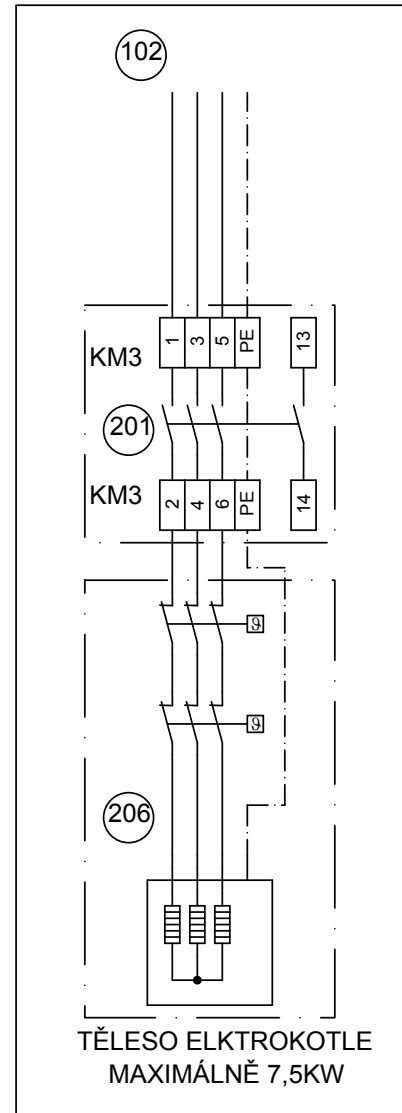 102
1 3 5 PE 13
KM3
201
KM3
2 4 6 PE 14
ϑ
ϑ
206
TĚLESO ELKTROKOTLE
MAXIMÁLNĚ 7,5KW